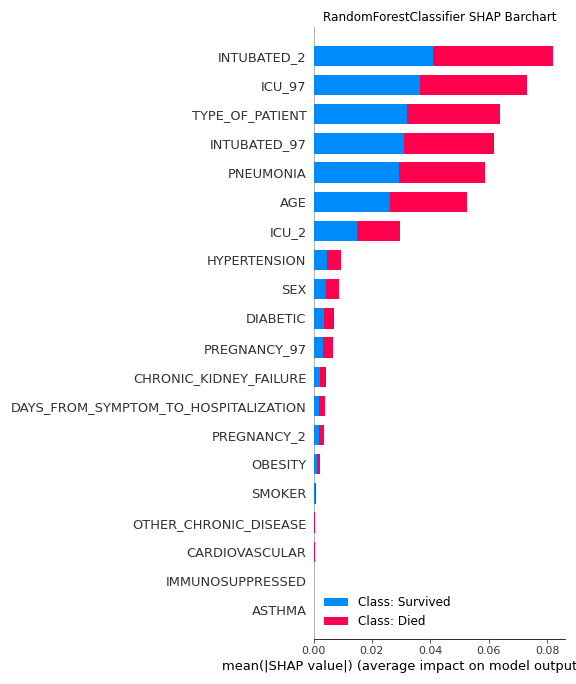 RandomForestClassifier SHAP Barchart
INTUBATED_2
ICU_97
TYPE_OF_PATIENT
INTUBATED_97
PNEUMONIA
AGE
ICU_2
HYPERTENSION
SEX
DIABETIC
PREGNANCY_97
CHRONIC_KIDNEY_FAILURE
DAYS_FROM_SYMPTOM_TO_HOSPITALIZATION
PREGNANCY_2
OBESITY
SMOKER
OTHER_CHRONIC_DISEASE
CARDIOVASCULAR
IMMUNOSUPPRESSED
ASTHMA
Class: Survived
Class: Died
0.00 0.02 0.04 0.06 0.08
mean(|SHAP value|) (average impact on model output